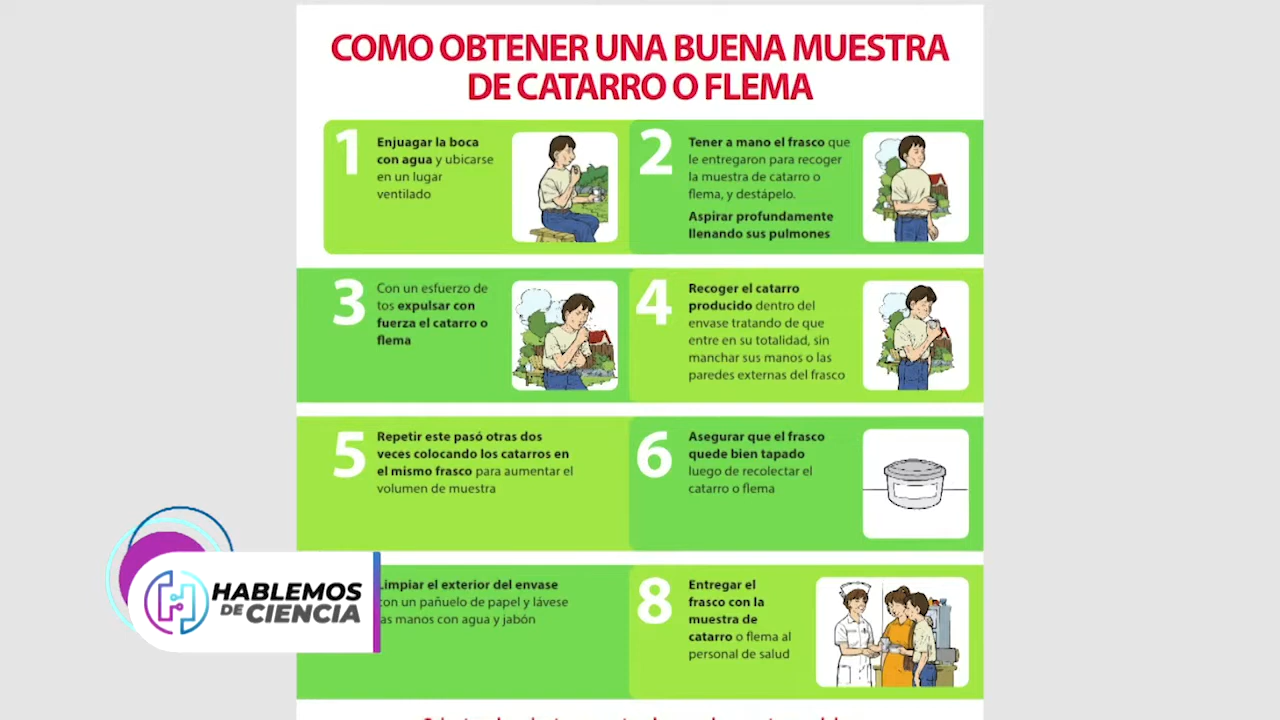 COMO OBTENER UNA BUENA MUESTRA
DE CATARRO O FLEMA
1
Enjuagar la boca
con agua y ubicarse
en un lugar
ventilado
2
Tener a mano el frasco que
le entregaron para recoger
la muestra de catarro o
flema, y destápelo.
Aspirar profundamente
llenando sus pulmones
3
Con un esfuerzo de
tos expulsar con
fuerza el catarro o
flema
4
Recoger el catarro
producido dentro del
envase tratando de que
entre en su totalidad, sin
manchar sus manos o las
paredes externas del frasco
5
Repetir este pasó otras dos
veces colocando los catarros en
el mismo frasco para aumentar el
volumen de muestra
6
Asegurar que el frasco
quede bien tapado
luego de recolectar el
catarro o flema
Limpiar el exterior del envase
con un pañuelo de papel y lávese
las manos con agua y jabón
8
Entregar el
frasco con la
muestra de
catarro o flema al
personal de salud
HABLEMOS
DE CIENCIA